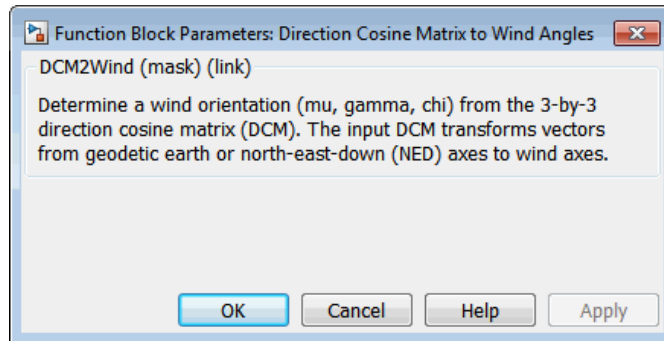 Function Block Parameters: Direction Cosine Matrix to Wind Angles
DCM2Wind (mask) (link)
Determine a wind orientation (mu, gamma, chi) from the 3-by-3
direction cosine matrix (DCM). The input DCM transforms vectors
from geodetic earth or north-east-down (NED) axes to wind axes.
OK Cancel Help Apply